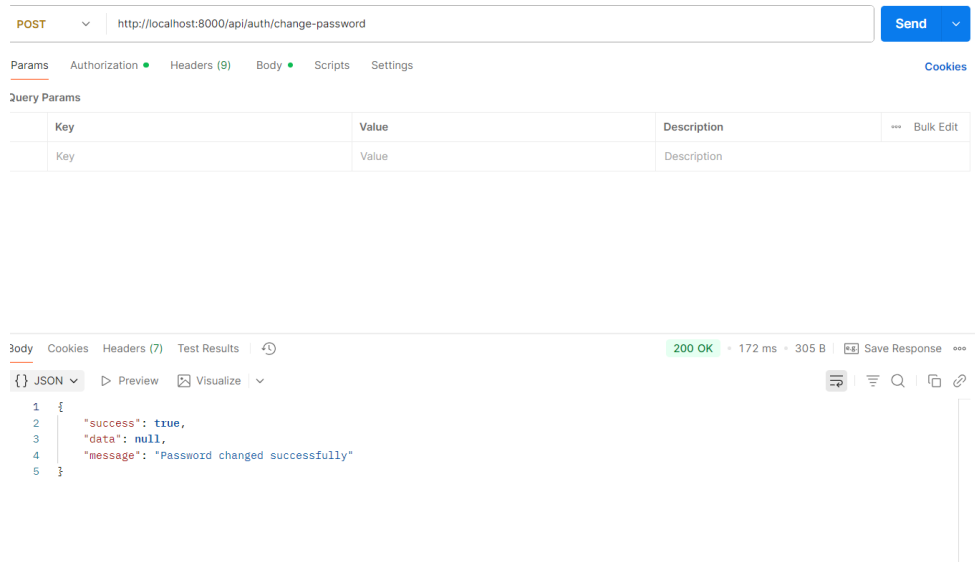 POST http://localhost:8000/api/auth/change-password Send
Params Authorization Headers (9) Body Scripts Settings Cookies
Query Params
Key Value Description Bulk Edit
Key Value Description
Body Cookies Headers (7) Test Results 200 OK 172 ms 305 B e.g. Save Response
{} JSON Preview Visualize
1 {
2 "success": true,
3 "data": null,
4 "message": "Password changed successfully"
5 }